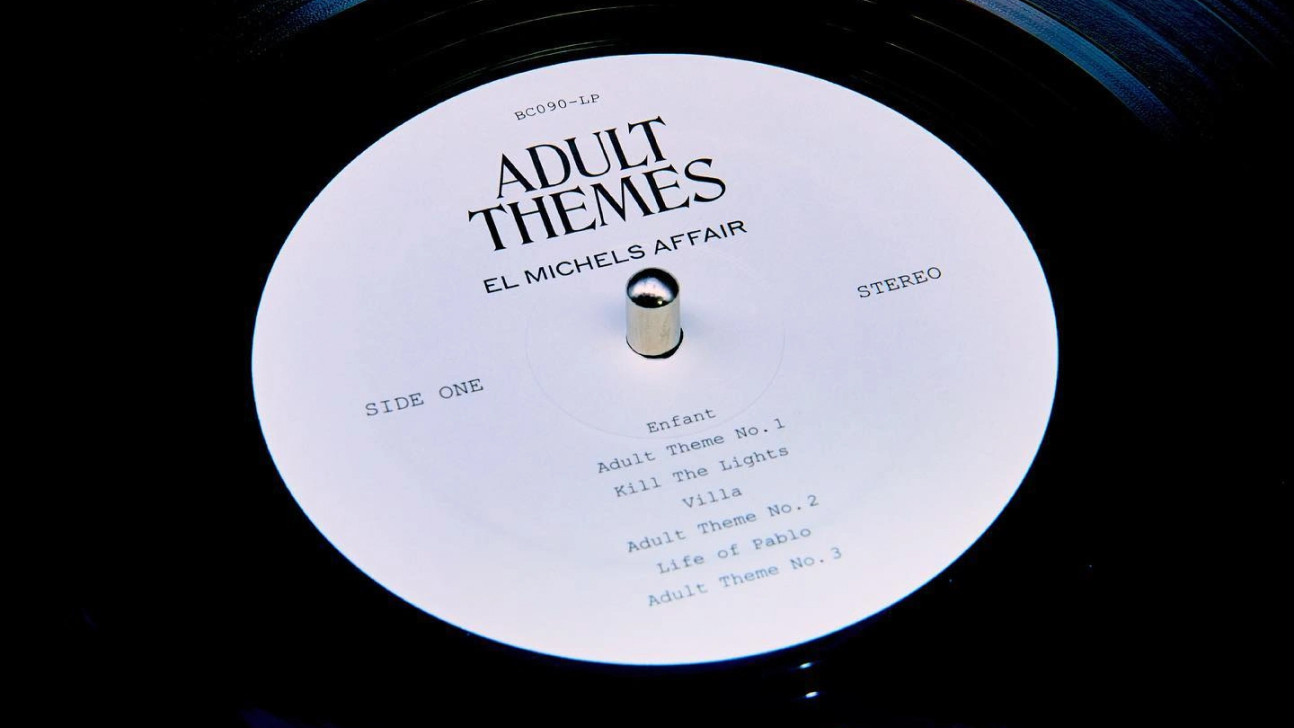 BC090-LP
ADULT
THEMES
EL MICHELS AFFAIR
STEREO
SIDE ONE
Enfant
Adult Theme No.1
Kill The Lights
Villa
Adult Theme No.2
Life of Pablo
Adult Theme No.3